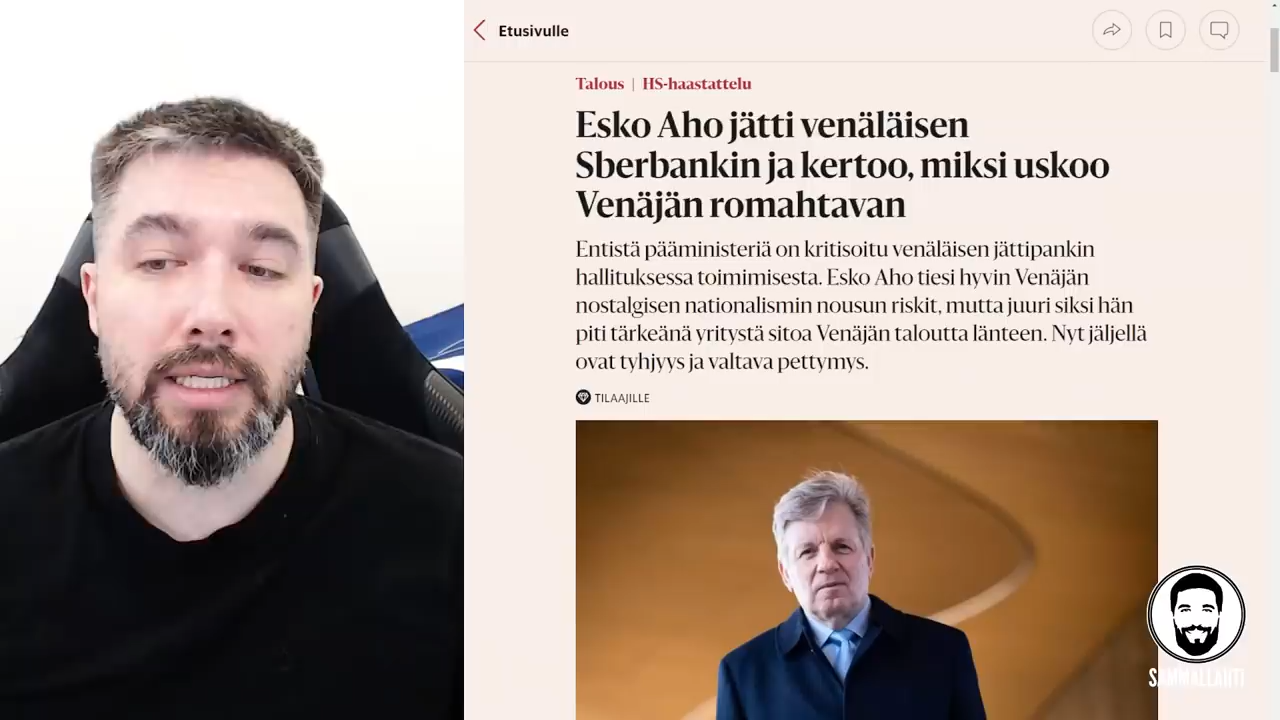 Etusivulle
Talous | HS-haastattelu
Esko Aho jätti venäläisen
Sberbankin ja kertoo, miksi uskoo
Venäjän romahtavan
Entistä pääministeriä on kritisoitu venäläisen jättipankin
hallituksessa toimimisesta. Esko Aho tiesi hyvin Venäjän
nostalgisen nationalismin nousun riskit, mutta juuri siksi hän
piti tärkeänä yritystä sitoa Venäjän taloutta länteen. Nyt jäljellä
ovat tyhjyys ja valtava pettymys.
TILAAJILLE
SAMMALLAHTI